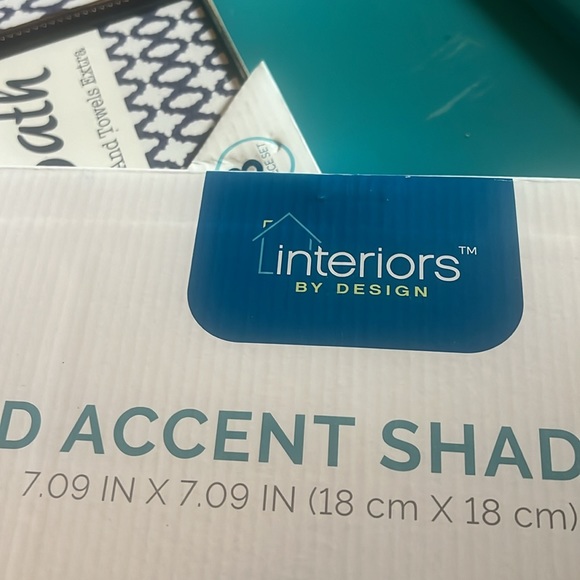 ath
and Towels Extra
interiors™
BY DESIGN
D ACCENT SHAD
7.09 IN X 7.09 IN (18 cm X 18 cm)